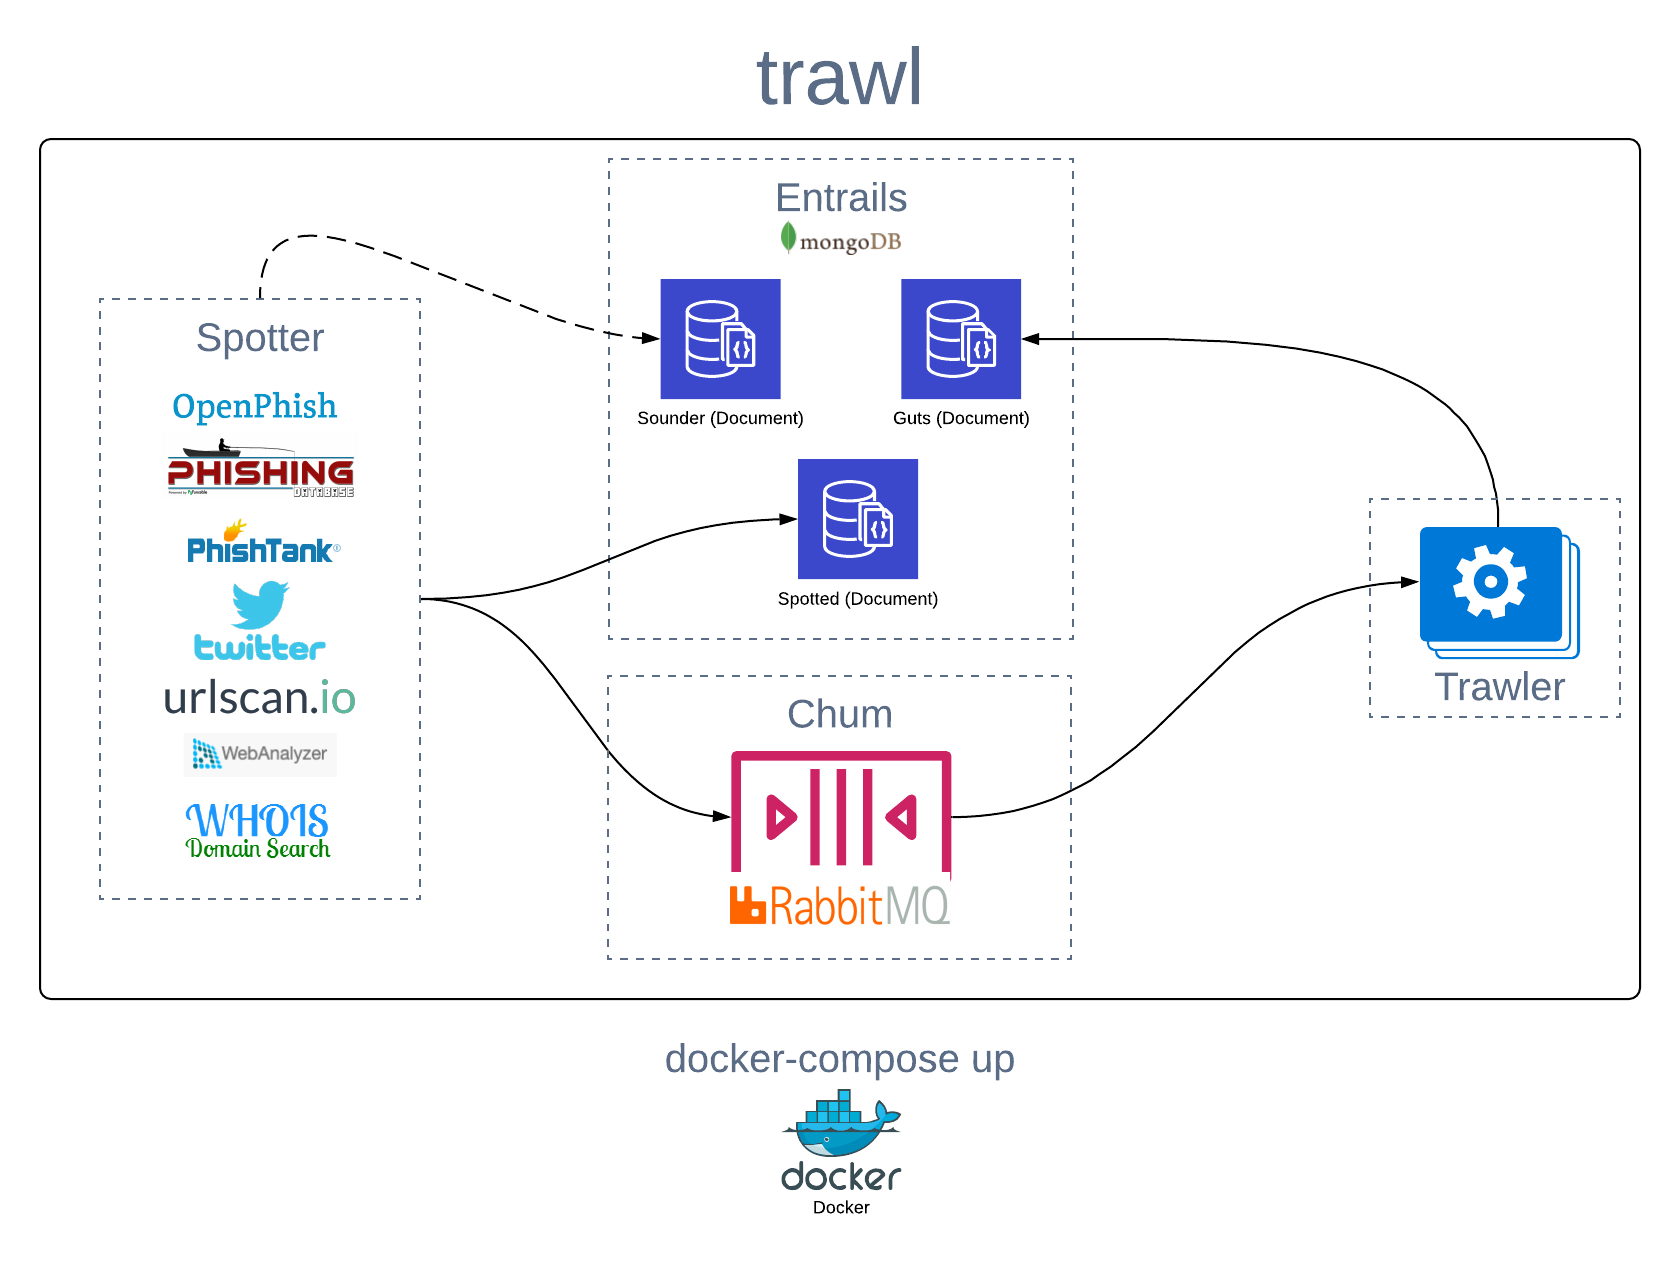 trawl
Entrails
mongoDB
Spotter
OpenPhish
PHISHING
DATABASE
PhishTank®
twitter
urlscan.io
WebAnalyzer
WHOIS
Domain Search
Sounder (Document)
Guts (Document)
Spotted (Document)
Chum
RabbitMQ
Trawler
docker-compose up
docker
Docker